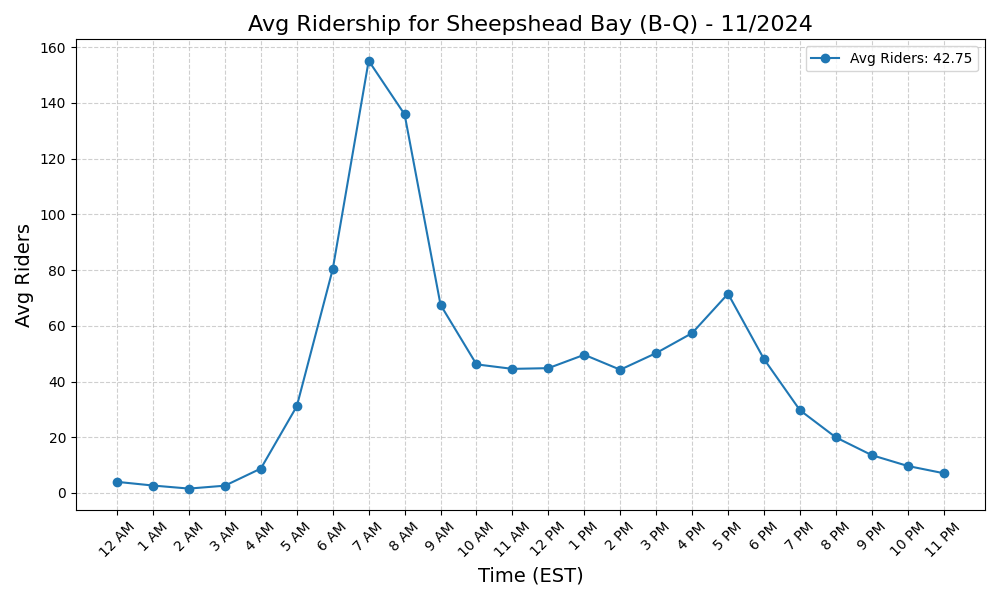 Avg Ridership for Sheepshead Bay (B-Q) - 11/2024
Avg Riders: 42.75
Avg Riders
160
140
120
100
80
60
40
20
0
12 AM
1 AM
2 AM
3 AM
4 AM
5 AM
6 AM
7 AM
8 AM
9 AM
10 AM
11 AM
12 PM
1 PM
2 PM
3 PM
4 PM
5 PM
6 PM
7 PM
8 PM
9 PM
10 PM
11 PM
Time (EST)